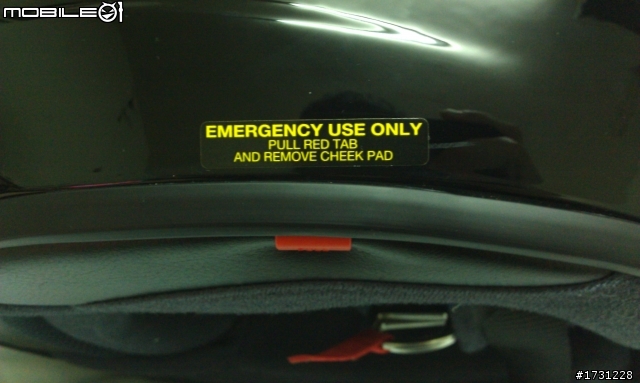 MOBILE01
EMERGENCY USE ONLY
PULL RED TAB
AND REMOVE CHEEK PAD
#1731228